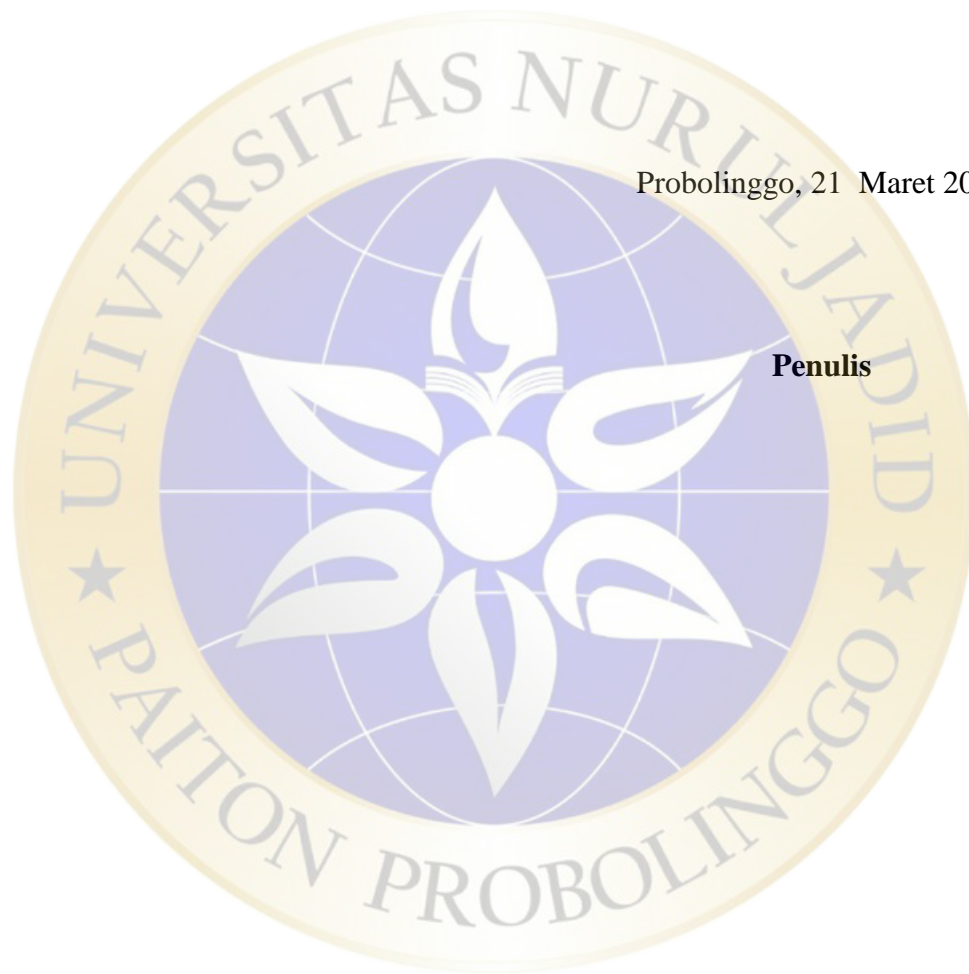 UNIVERSITAS NURUL JADID
Probolinggo, 21 Maret 20
Penulis
★ PAITON PROBOLINGGO ★